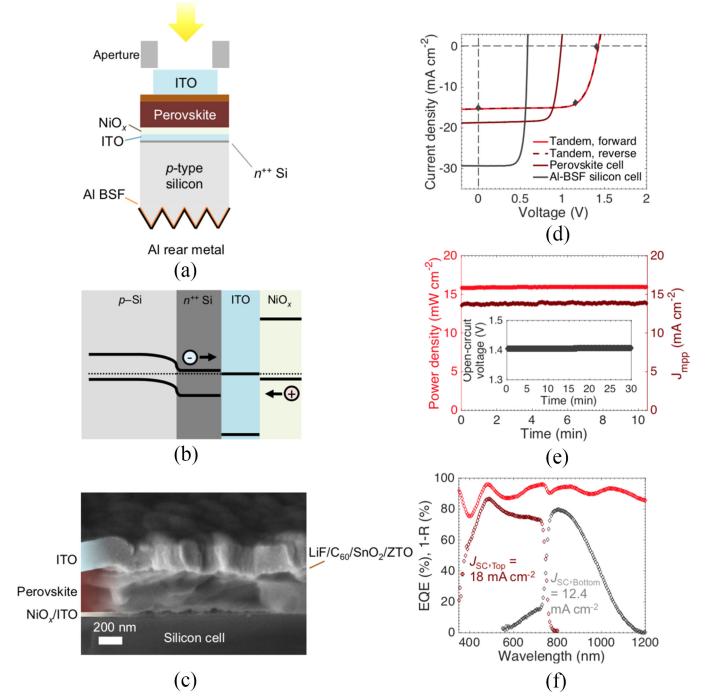 Aperture
ITO
Perovskite
NiOx
ITO
n++ Si
p-type
silicon
Al BSF
Al rear metal
(a)
p–Si
n++ Si
ITO
NiOx
-
+
(b)
ITO
LiF/C60/SnO2/ZTO
Perovskite
NiOx/ITO
200 nm
Silicon cell
(c)
Current density (mA cm-2)
0
-10
-20
-30
Tandem, forward
Tandem, reverse
Perovskite cell
Al-BSF silicon cell
0
0.5
1
1.5
2
Voltage (V)
(d)
Power density (mW cm-2)
20
15
10
5
0
Open-circuit
voltage (V)
1.5
1.4
1.3
0 5 10 15 20 25 30
Time (min)
20
15
10
5
0
Jmpp (mA cm-2)
0 2 4 6 8 10
Time (min)
(e)
EQE (%), 1-R (%)
100
80
60
40
20
0
JSC,Top =
18 mA cm-2
JSC,Bottom
= 12.4
mA cm-2
400 600 800 1000 1200
Wavelength (nm)
(f)